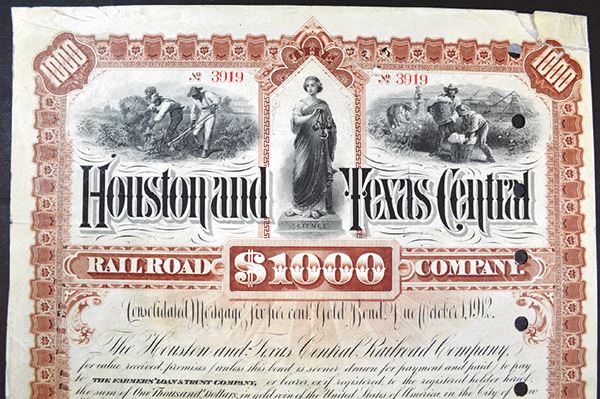 1000 1000
№ 3919 № 3919
Houston and Texas Central
SCIENCE
RAILROAD $1000 COMPANY.
Consolidated Mortgage Six per cent. Gold Bond, Due October 1, 1912.
The Houston and Texas Central Railroad Company,
for value received, promises (unless this bond is sooner drawn for payment and paid) to pay
to THE FARMERS' LOAN & TRUST COMPANY, or bearer, or if registered to the registered holder hereof
the sum of One Thousand Dollars, in gold coin of the United States of America, in the City of New